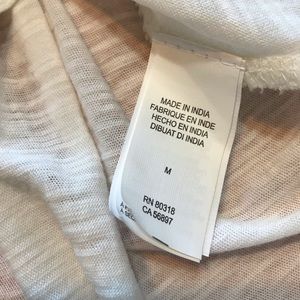 MADE IN INDIA
FABRIQUE EN INDE
HECHO EN INDIA
DIBUAT DI INDIA
M
RN 80318
CA 56897